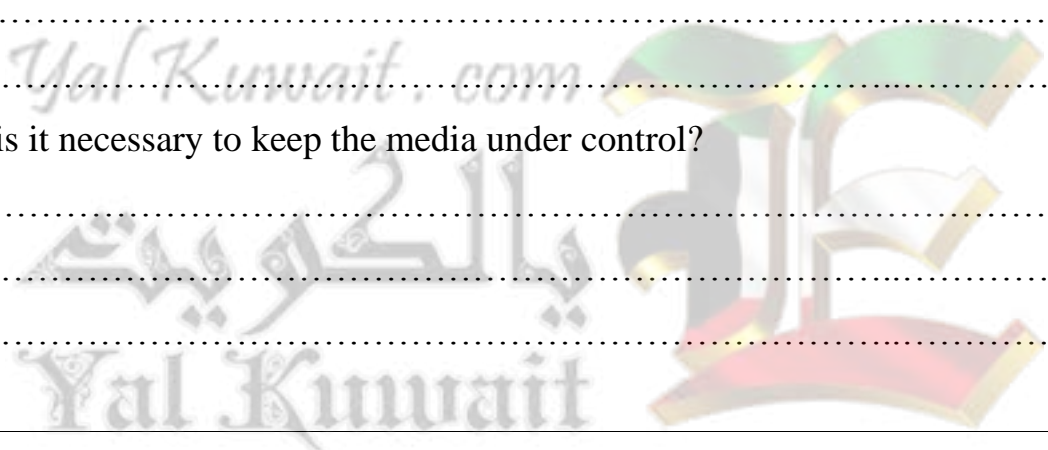 Yal Kuwait . com
is it necessary to keep the media under control?
يالكويت
Yal Kuwait